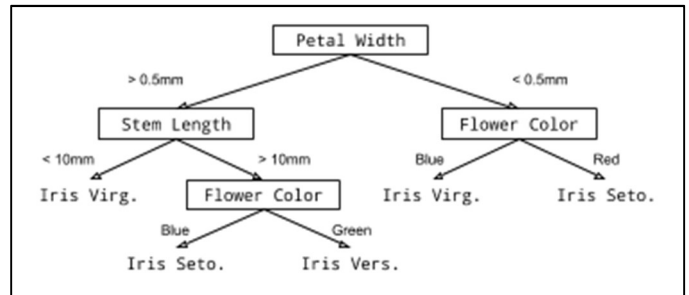 Petal Width
> 0.5mm
< 0.5mm
Stem Length
Flower Color
< 10mm
> 10mm
Blue
Red
Iris Virg.
Flower Color
Iris Virg.
Iris Seto.
Blue
Green
Iris Seto.
Iris Vers.